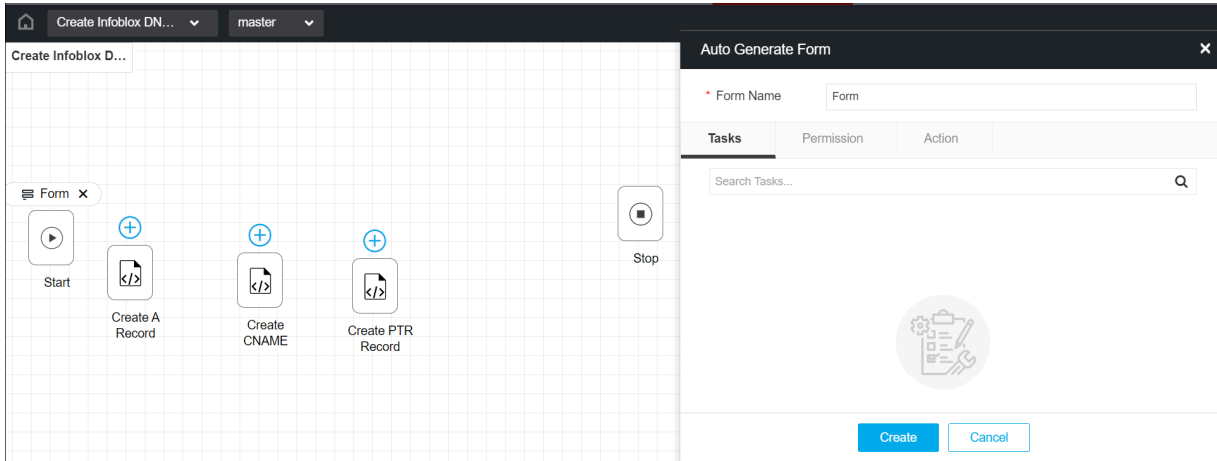 Create Infoblox DN...
master
Create Infoblox D...
Form
Start
Create A
Record
Create
CNAME
Create PTR
Record
Stop
Auto Generate Form
* Form Name
Form
Tasks
Permission
Action
Search Tasks...
Create
Cancel